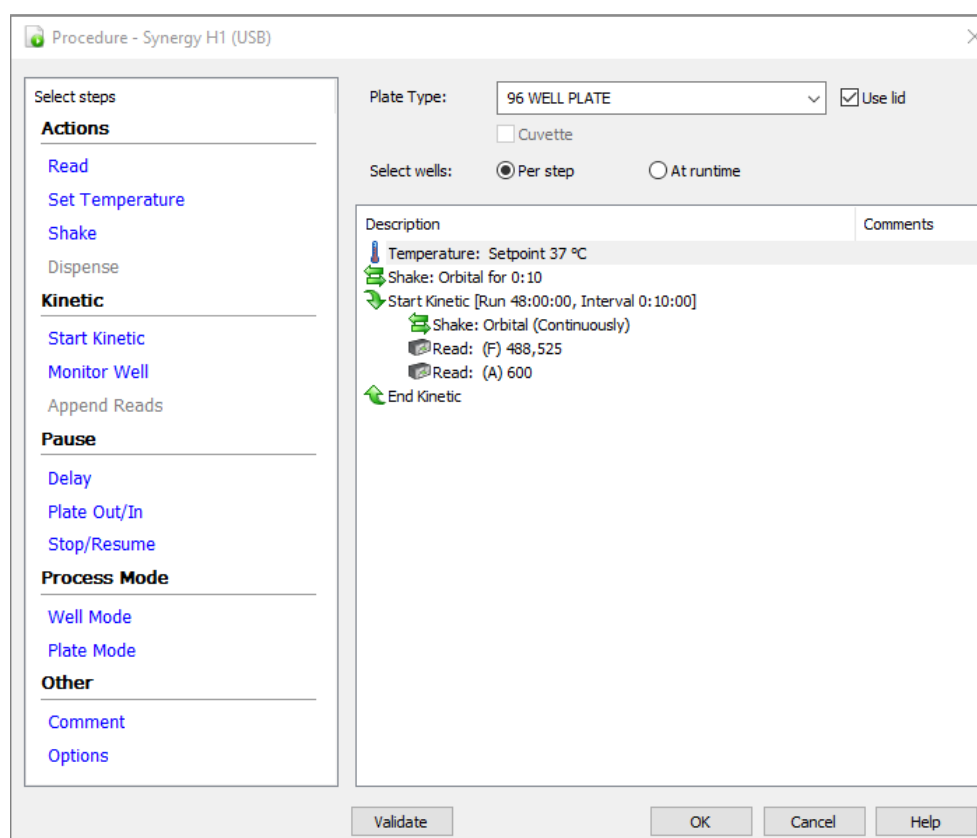 Procedure - Synergy H1 (USB)
Select steps
Actions
Read
Set Temperature
Shake
Dispense
Kinetic
Start Kinetic
Monitor Well
Append Reads
Pause
Delay
Plate Out/In
Stop/Resume
Process Mode
Well Mode
Plate Mode
Other
Comment
Options
Plate Type: 96 WELL PLATE Use lid
Cuvette
Select wells: Per step At runtime
Description Comments
Temperature: Setpoint 37 °C
Shake: Orbital for 0:10
Start Kinetic [Run 48:00:00, Interval 0:10:00]
Shake: Orbital (Continuously)
Read: (F) 488,525
Read: (A) 600
End Kinetic
Validate OK Cancel Help